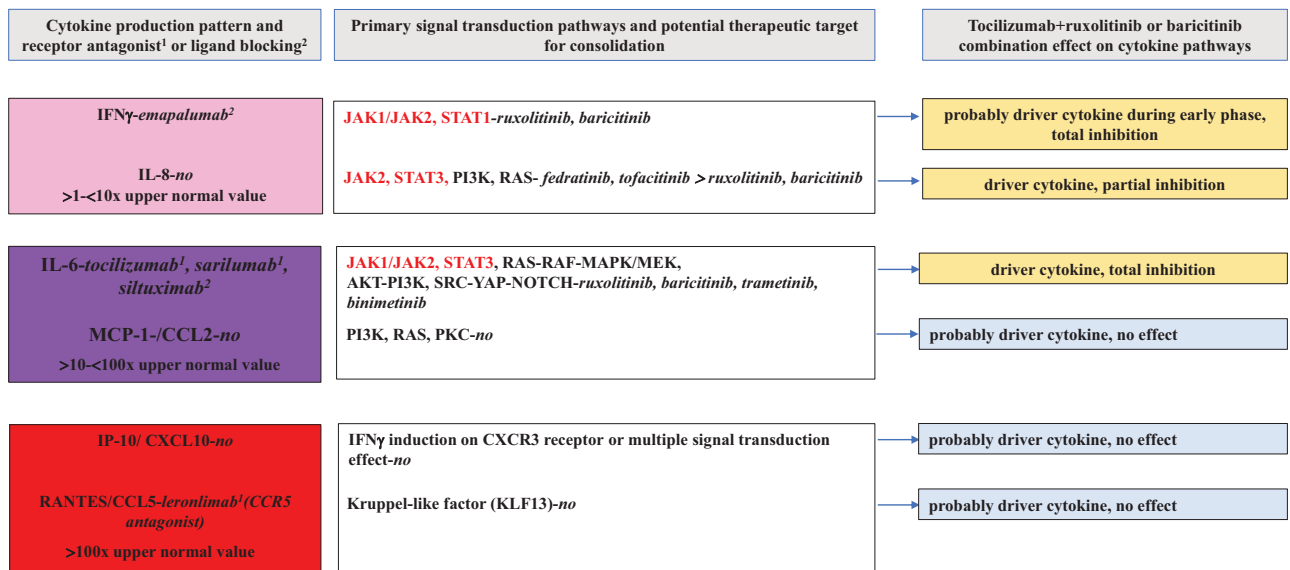 Cytokine production pattern and
receptor antagonist¹ or ligand blocking²
Primary signal transduction pathways and potential therapeutic target
for consolidation
Tocilizumab+ruxolitinib or baricitinib
combination effect on cytokine pathways
IFNγ-emapalumab²
JAK1/JAK2, STAT1-ruxolitinib, baricitinib
probably driver cytokine during early phase,
total inhibition
IL-8-no
>1-<10x upper normal value
JAK2, STAT3, PI3K, RAS- fedratinib, tofacitinib > ruxolitinib, baricitinib
driver cytokine, partial inhibition
IL-6-tocilizumab¹, sarilumab¹,
siltuximab²
JAK1/JAK2, STAT3, RAS-RAF-MAPK/MEK,
AKT-PI3K, SRC-YAP-NOTCH-ruxolitinib, baricitinib, trametinib,
binimetinib
driver cytokine, total inhibition
MCP-1-/CCL2-no
>10-<100x upper normal value
PI3K, RAS, PKC-no
probably driver cytokine, no effect
IP-10/ CXCL10-no
IFNγ induction on CXCR3 receptor or multiple signal transduction
effect-no
probably driver cytokine, no effect
RANTES/CCL5-leronlimab¹(CCR5
antagonist)
>100x upper normal value
Kruppel-like factor (KLF13)-no
probably driver cytokine, no effect